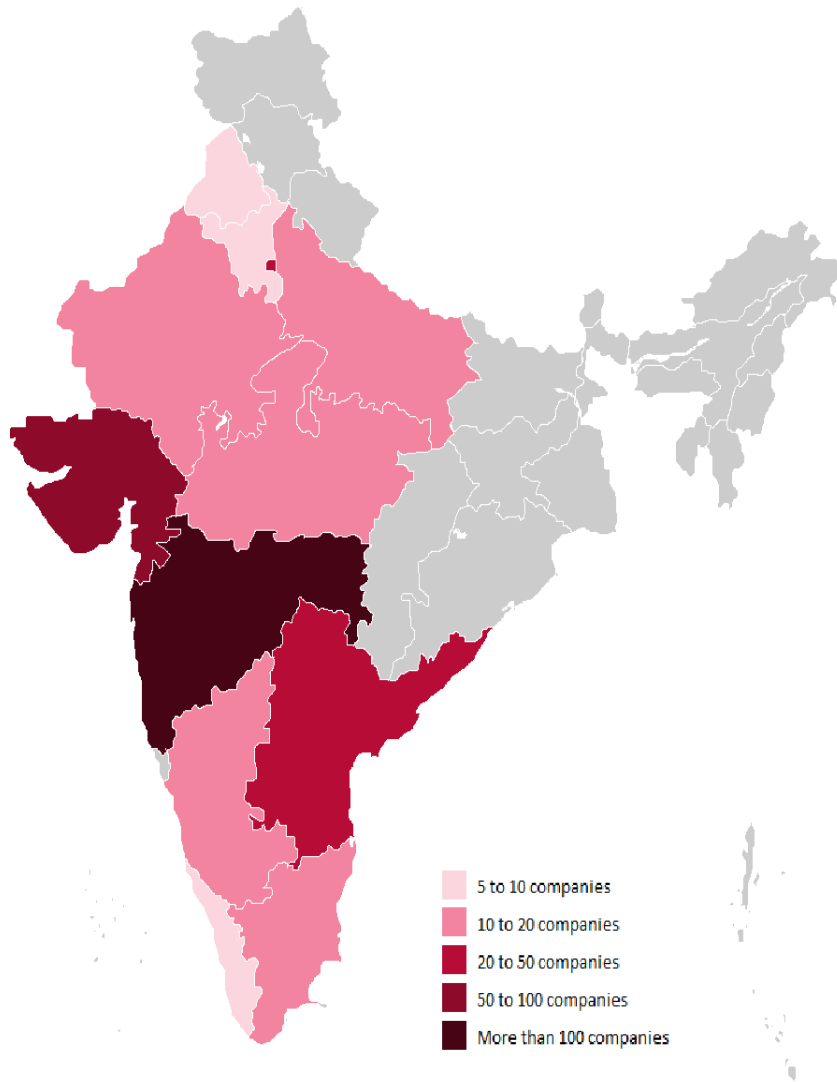 5 to 10 companies
10 to 20 companies
20 to 50 companies
50 to 100 companies
More than 100 companies